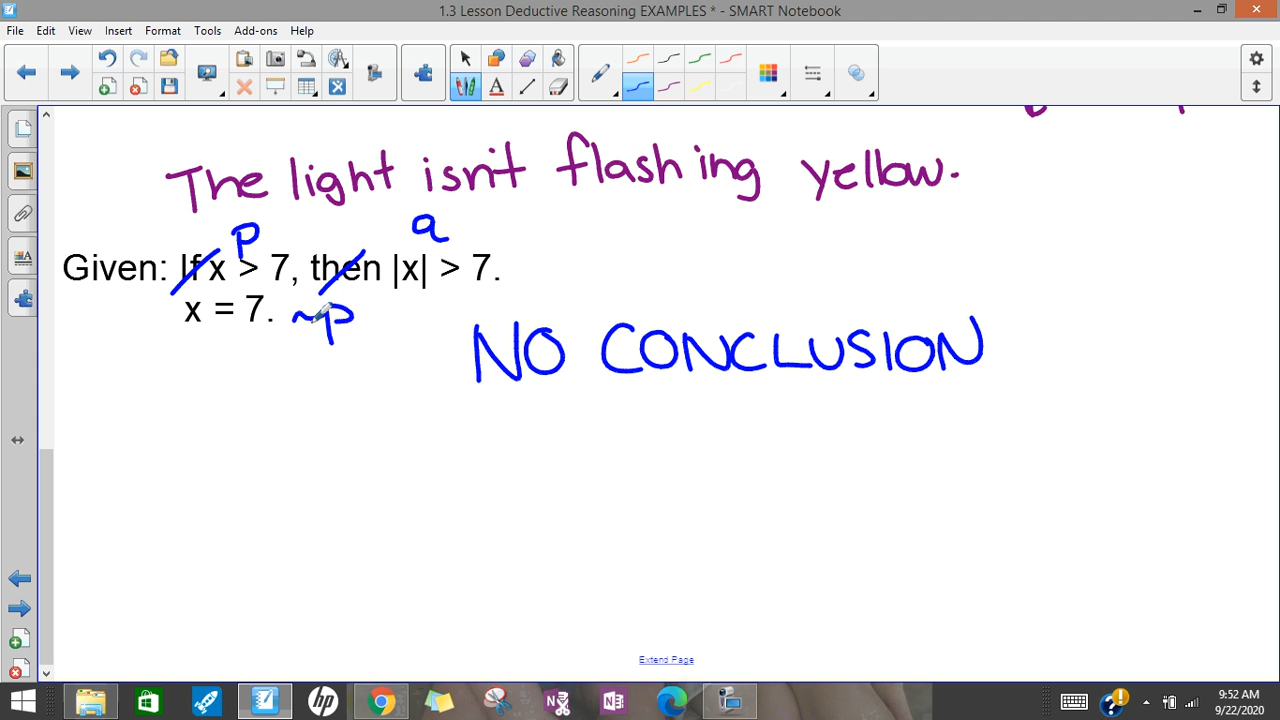 1.3 Lesson Deductive Reasoning EXAMPLES * - SMART Notebook
File Edit View Insert Format Tools Add-ons Help
The light isn't flashing yellow.
p q
Given: If x > 7, then |x| > 7.
x = 7. ~p
NO CONCLUSION
Extend Page
9:52 AM
9/22/2020